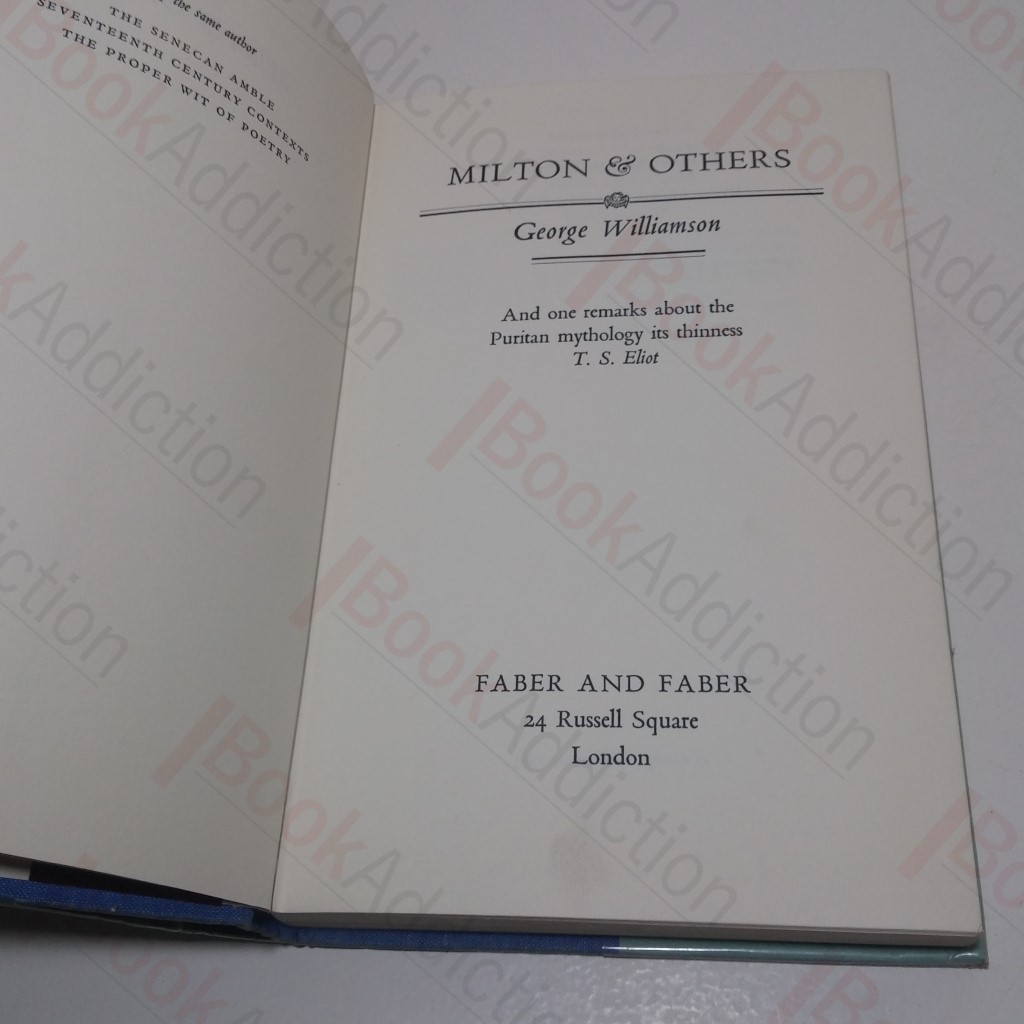 the same author
THE SENECAN AMBLE
SEVENTEENTH CENTURY CONTEXTS
THE PROPER WIT OF POETRY
MILTON & OTHERS
George Williamson
And one remarks about the
Puritan mythology its thinness
T. S. Eliot
FABER AND FABER
24 Russell Square
London
BookAddiction